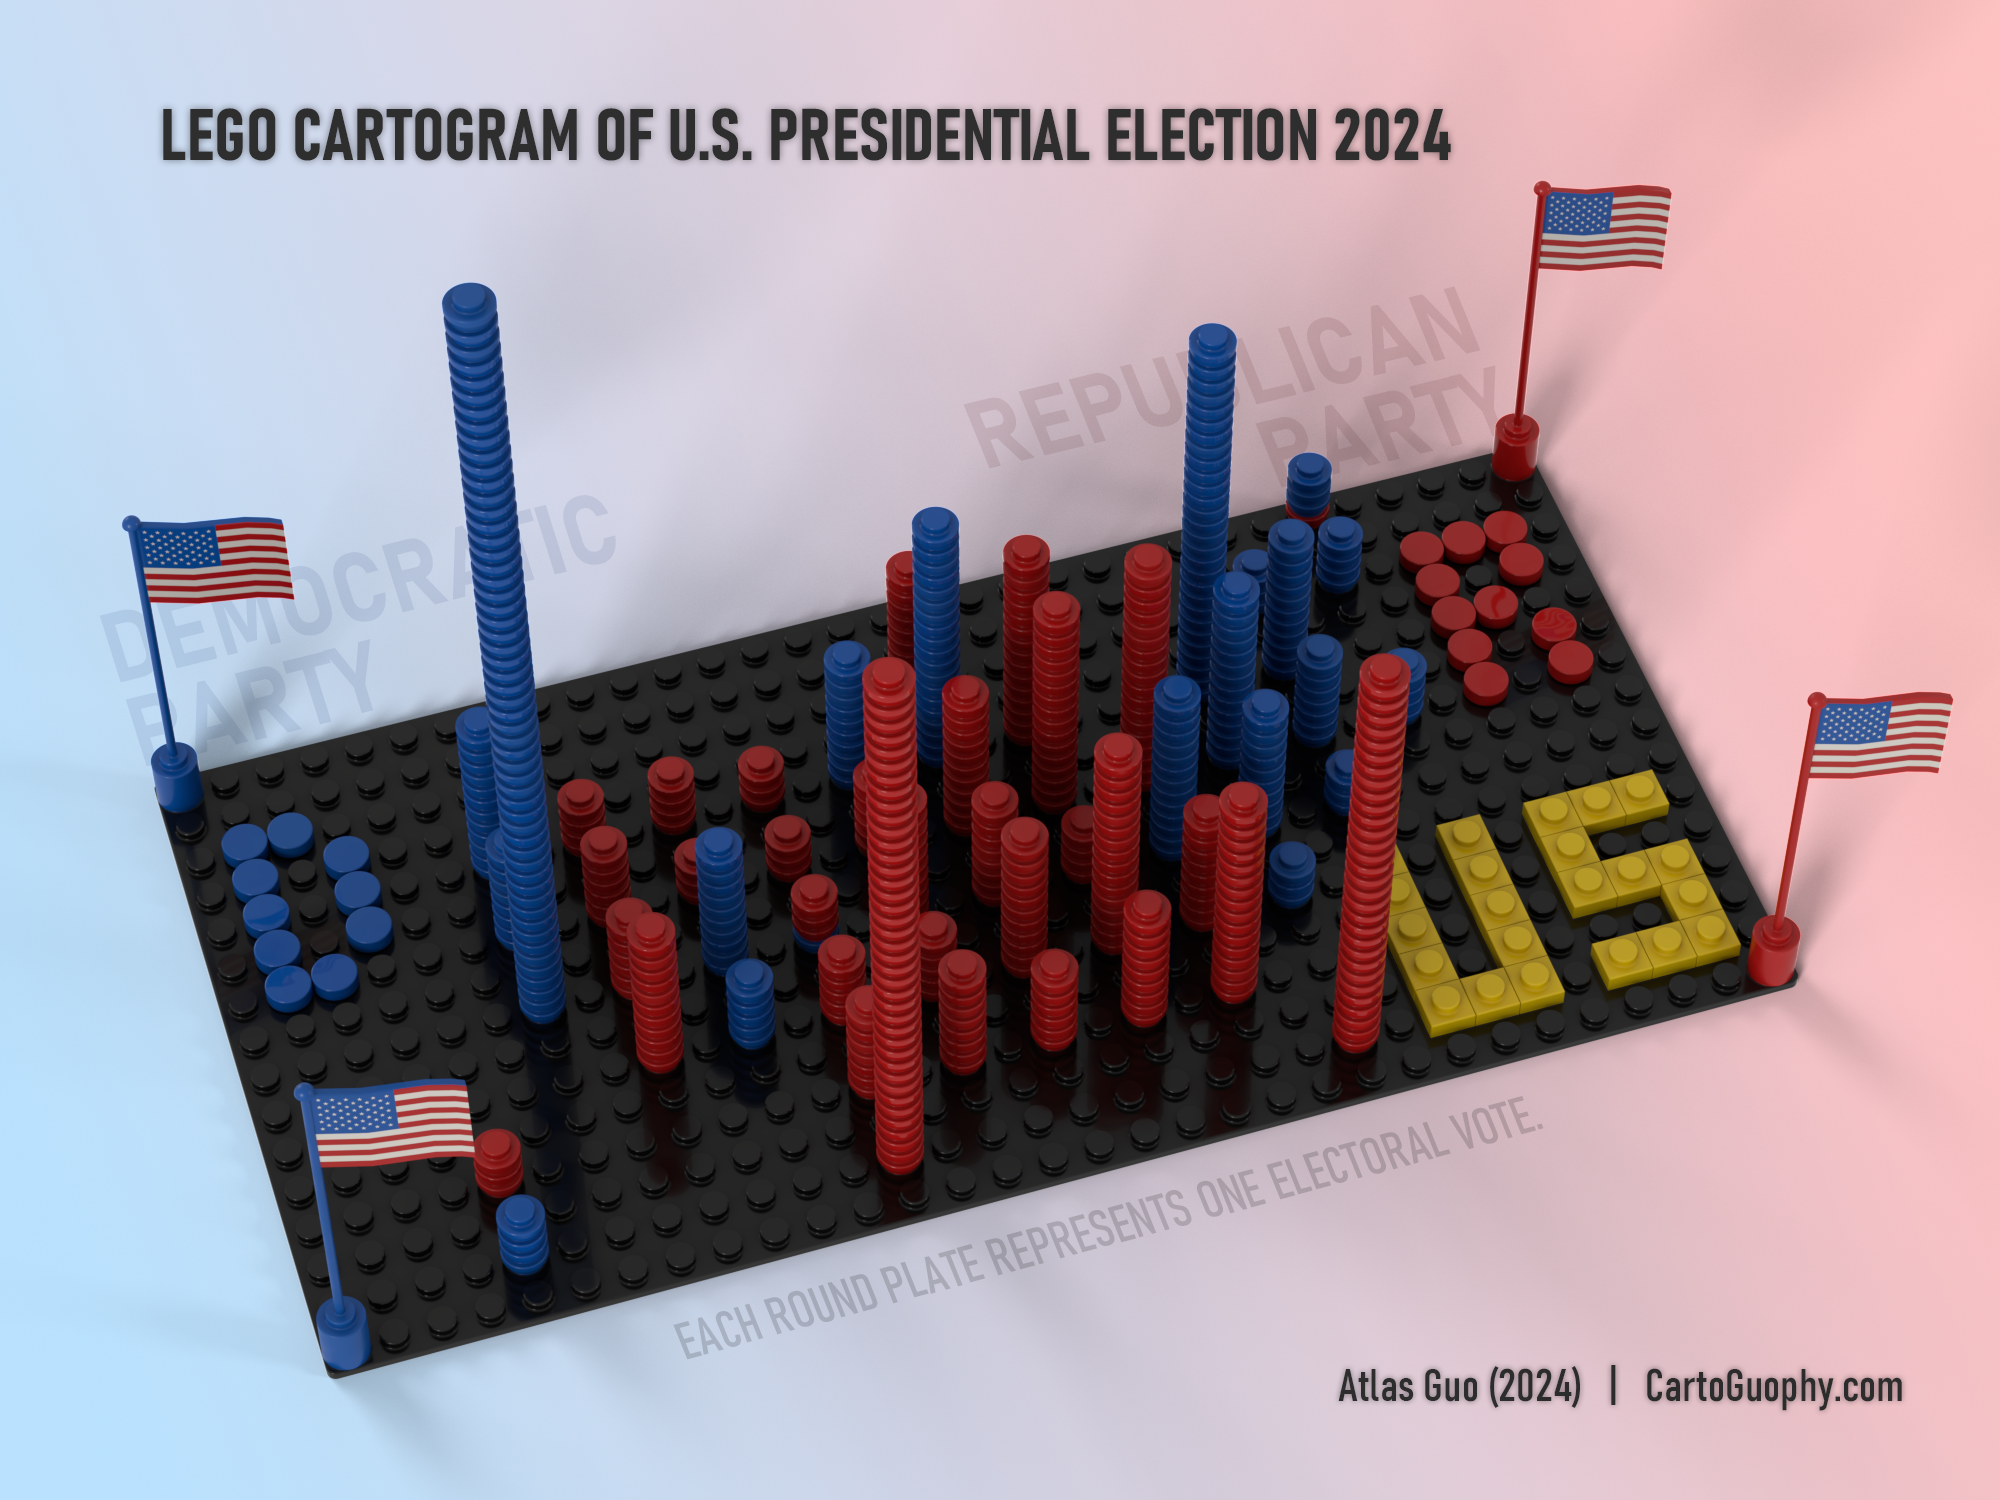 LEGO CARTOGRAM OF U.S. PRESIDENTIAL ELECTION 2024
REPUBLICAN
PARTY
DEMOCRATIC
PARTY
D
R
US
EACH ROUND PLATE REPRESENTS ONE ELECTORAL VOTE.
Atlas Guo (2024) | CartoGuophy.com